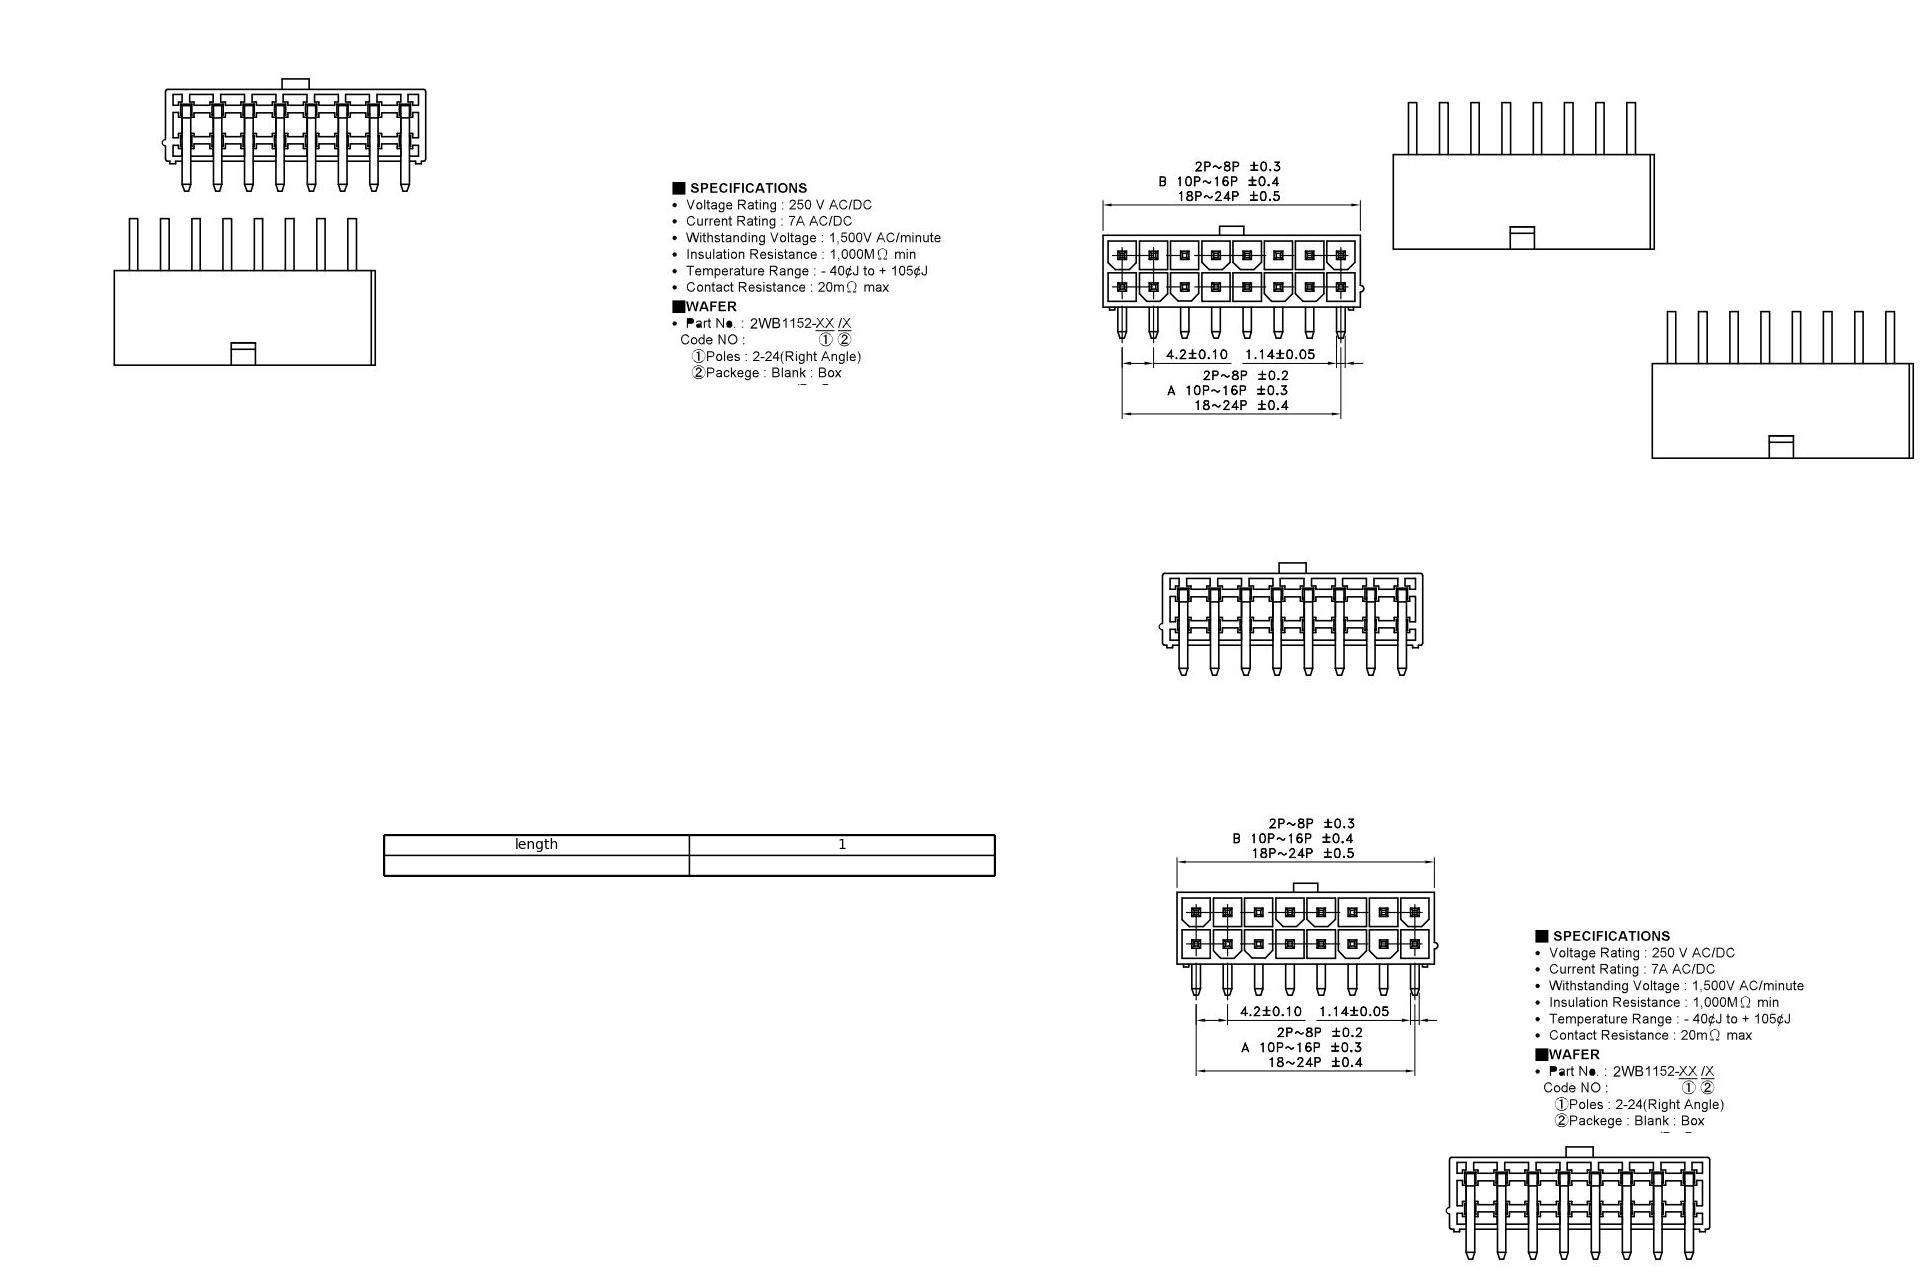 ■ SPECIFICATIONS
• Voltage Rating : 250 V AC/DC
• Current Rating : 7A AC/DC
• Withstanding Voltage : 1,500V AC/minute
• Insulation Resistance : 1,000MΩ min
• Temperature Range : - 40¢J to + 105¢J
• Contact Resistance : 20mΩ max
■WAFER
• Part No. : 2WB1152-XX /X
Code NO : ① ②
①Poles : 2-24(Right Angle)
②Packege : Blank : Box
2P~8P ±0.3
B 10P~16P ±0.4
18P~24P ±0.5
4.2±0.10 1.14±0.05
2P~8P ±0.2
A 10P~16P ±0.3
18~24P ±0.4
length 1
2P~8P ±0.3
B 10P~16P ±0.4
18P~24P ±0.5
4.2±0.10 1.14±0.05
2P~8P ±0.2
A 10P~16P ±0.3
18~24P ±0.4
■ SPECIFICATIONS
• Voltage Rating : 250 V AC/DC
• Current Rating : 7A AC/DC
• Withstanding Voltage : 1,500V AC/minute
• Insulation Resistance : 1,000MΩ min
• Temperature Range : - 40¢J to + 105¢J
• Contact Resistance : 20mΩ max
■WAFER
• Part No. : 2WB1152-XX /X
Code NO : ① ②
①Poles : 2-24(Right Angle)
②Packege : Blank : Box